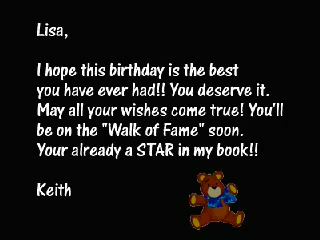 Lisa,
I hope this birthday is the best
you have ever had!! You deserve it.
May all your wishes come true! You'll
be on the "Walk of Fame" soon.
Your already a STAR in my book!!
Keith